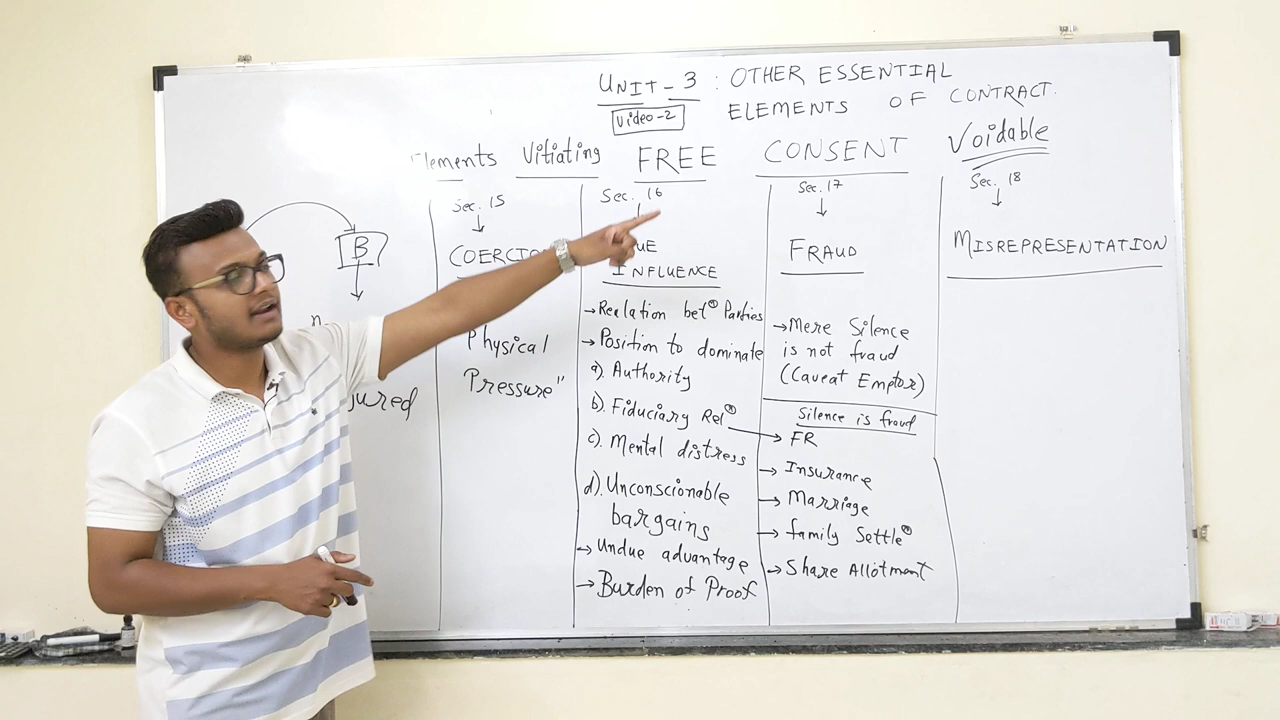 UNIT-3 : OTHER ESSENTIAL
ELEMENTS OF CONTRACT.
Video-2
Elements Vitiating FREE CONSENT Voidable
B
jured
Sec. 15
COERCIO
Physical
Pressure"
Sec. 16
UE
INFLUENCE
→Realation betⁿ Parties
→Position to dominate
a). Authority
b). Fiduciary Relⁿ
c). Mental distress
d). Unconscionable
bargains
→ Undue advantage
→ Burden of Proof
Sec. 17
FRAUD
→Mere Silence
is not fraud
(Caveat Emptor)
Silence is fraud
FR
→ Insurance
→ Marriage
→ family Settleⁿ
→ Share Allotment
Sec. 18
MISREPRESENTATION